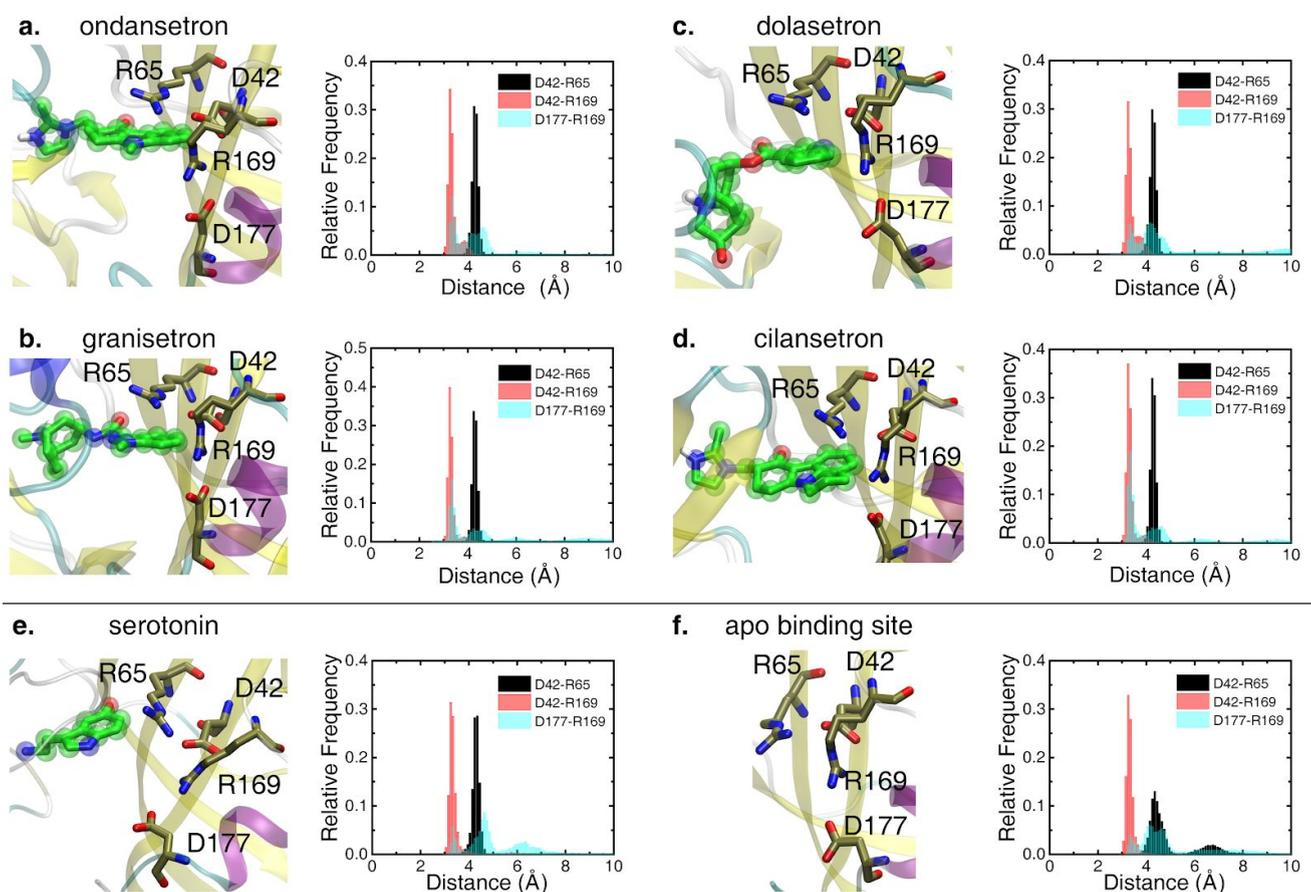 a. ondansetron
R65
D42
R169
D177
Relative Frequency
0.4
0.3
0.2
0.1
0.0
D42-R65
D42-R169
D177-R169
0 2 4 6 8 10
Distance (Å)
c. dolasetron
R65
D42
R169
D177
Relative Frequency
0.4
0.3
0.2
0.1
0.0
D42-R65
D42-R169
D177-R169
0 2 4 6 8 10
Distance (Å)
b. granisetron
R65
D42
R169
D177
Relative Frequency
0.5
0.4
0.3
0.2
0.1
0.0
D42-R65
D42-R169
D177-R169
0 2 4 6 8 10
Distance (Å)
d. cilansetron
R65
D42
R169
D177
Relative Frequency
0.4
0.3
0.2
0.1
0.0
D42-R65
D42-R169
D177-R169
0 2 4 6 8 10
Distance (Å)
e. serotonin
R65
D42
R169
D177
Relative Frequency
0.4
0.3
0.2
0.1
0.0
D42-R65
D42-R169
D177-R169
0 2 4 6 8 10
Distance (Å)
f. apo binding site
R65
D42
R169
D177
Relative Frequency
0.4
0.3
0.2
0.1
0.0
D42-R65
D42-R169
D177-R169
0 2 4 6 8 10
Distance (Å)